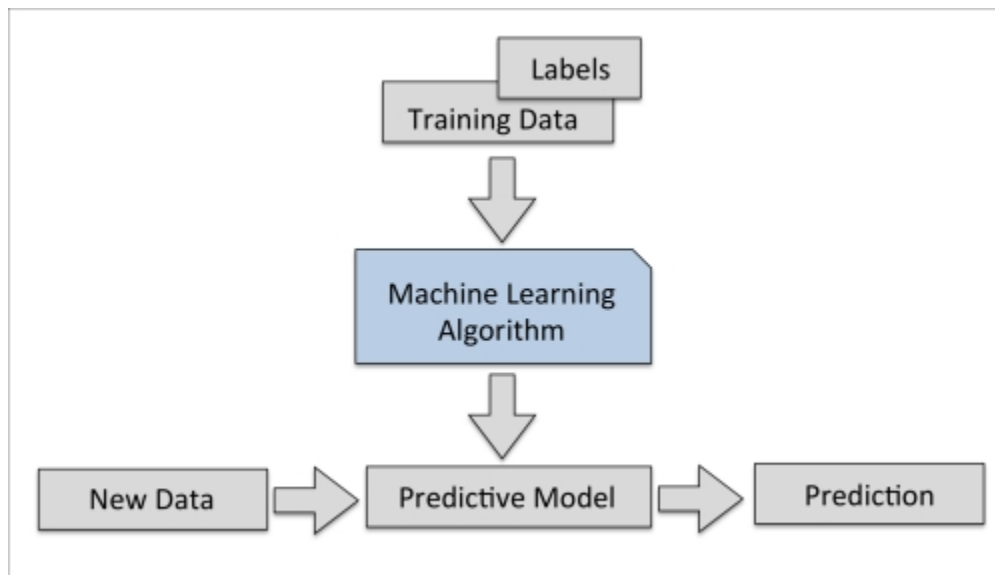 Labels
Training Data
Machine Learning
Algorithm
New Data
Predictive Model
Prediction